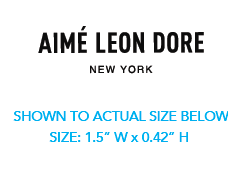 AIMÉ LEON DORE
NEW YORK
SHOWN TO ACTUAL SIZE BELOW
SIZE: 1.5” W x 0.42” H